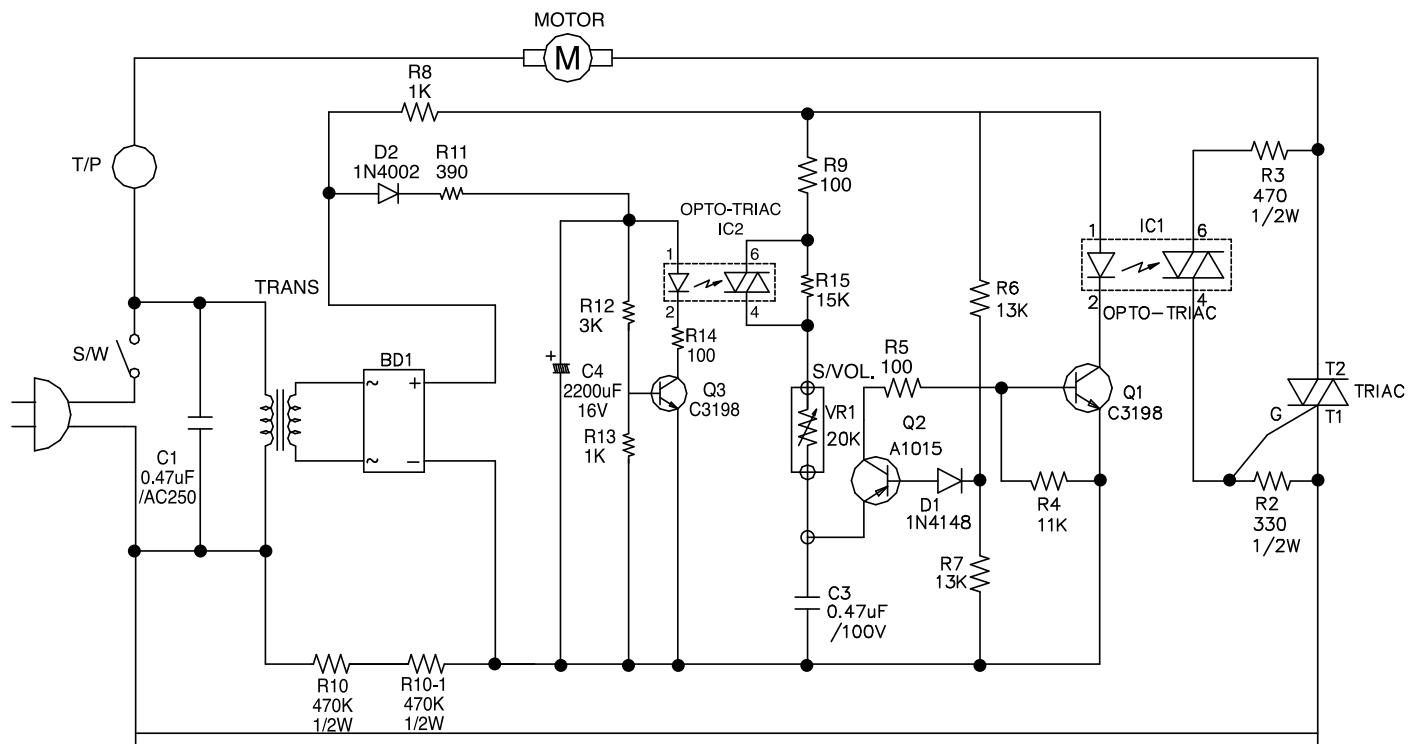 MOTOR
M
R8
1K
T/P
D2
1N4002
R11
390
R9
100
R3
470
1/2W
OPTO-TRIAC
IC2
1
6
2
4
IC1
1
6
2
4
OPTO-TRIAC
TRANS
R15
15K
R6
13K
R12
3K
R14
100
S/W
BD1
~
+
~
−
+
C4
2200uF
16V
Q3
C3198
S/VOL.
R5
100
Q1
C3198
T2
TRIAC
G
T1
VR1
20K
Q2
A1015
R13
1K
C1
0.47uF
/AC250
D1
1N4148
R4
11K
R2
330
1/2W
R7
13K
C3
0.47uF
/100V
R10
470K
1/2W
R10-1
470K
1/2W